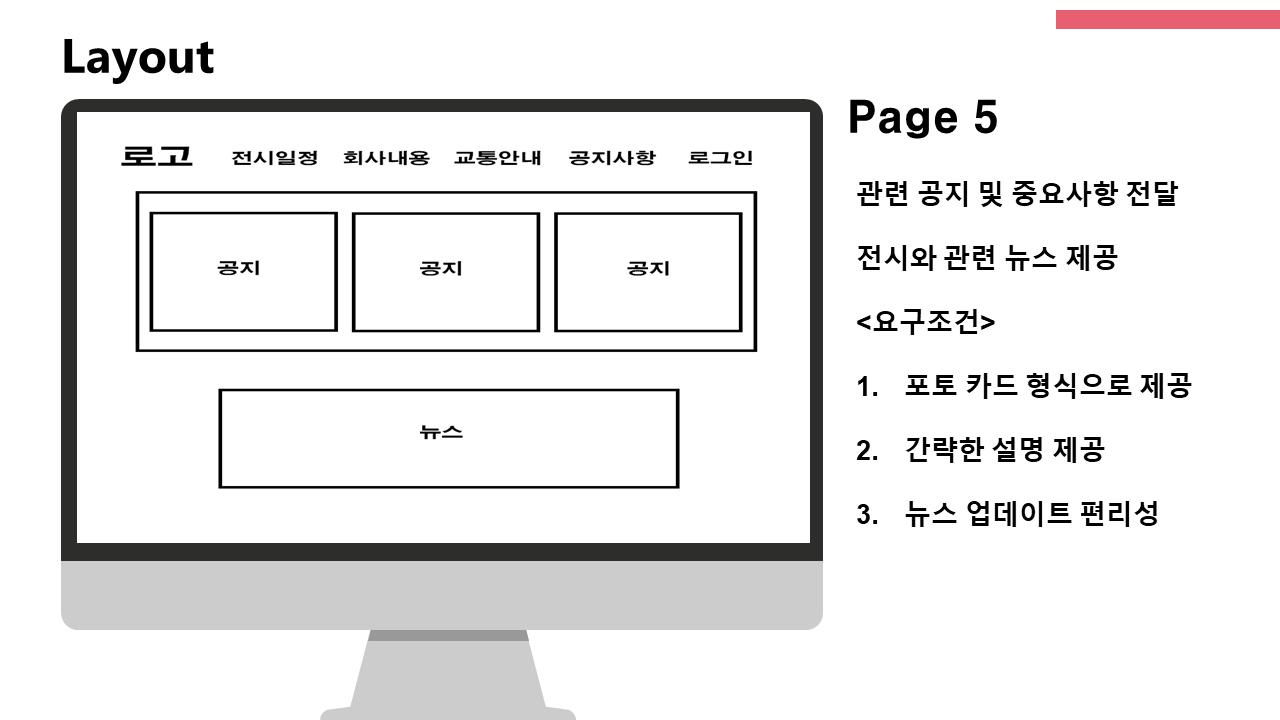 Layout
로고 전시일정 회사내용 교통안내 공지사항 로그인
공지 공지 공지
뉴스
Page 5
관련 공지 및 중요사항 전달
전시와 관련 뉴스 제공
<요구조건>
1. 포토 카드 형식으로 제공
2. 간략한 설명 제공
3. 뉴스 업데이트 편리성